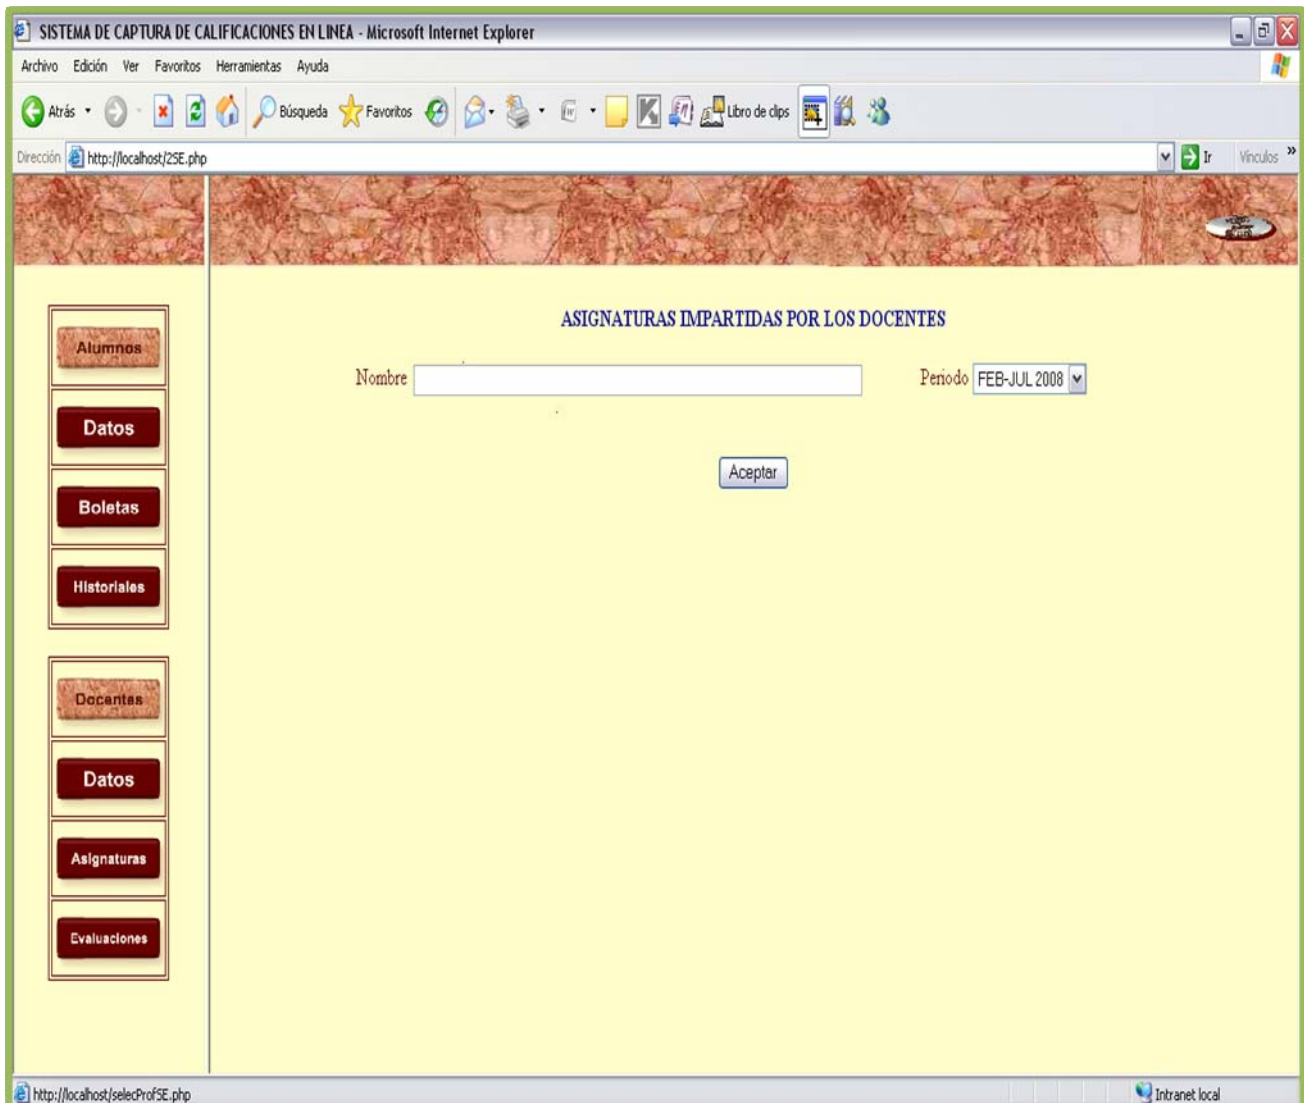 SISTEMA DE CAPTURA DE CALIFICACIONES EN LINEA - Microsoft Internet Explorer
Archivo Edición Ver Favoritos Herramientas Ayuda
Atrás Búsqueda Favoritos Libro de clips
Dirección http://localhost/2SE.php Ir Vínculos »
ASIGNATURAS IMPARTIDAS POR LOS DOCENTES
Nombre Periodo FEB-JUL 2008
Aceptar
Alumnos
Datos
Boletas
Historiales
Docentes
Datos
Asignaturas
Evaluaciones
http://localhost/selecProfSE.php Intranet local